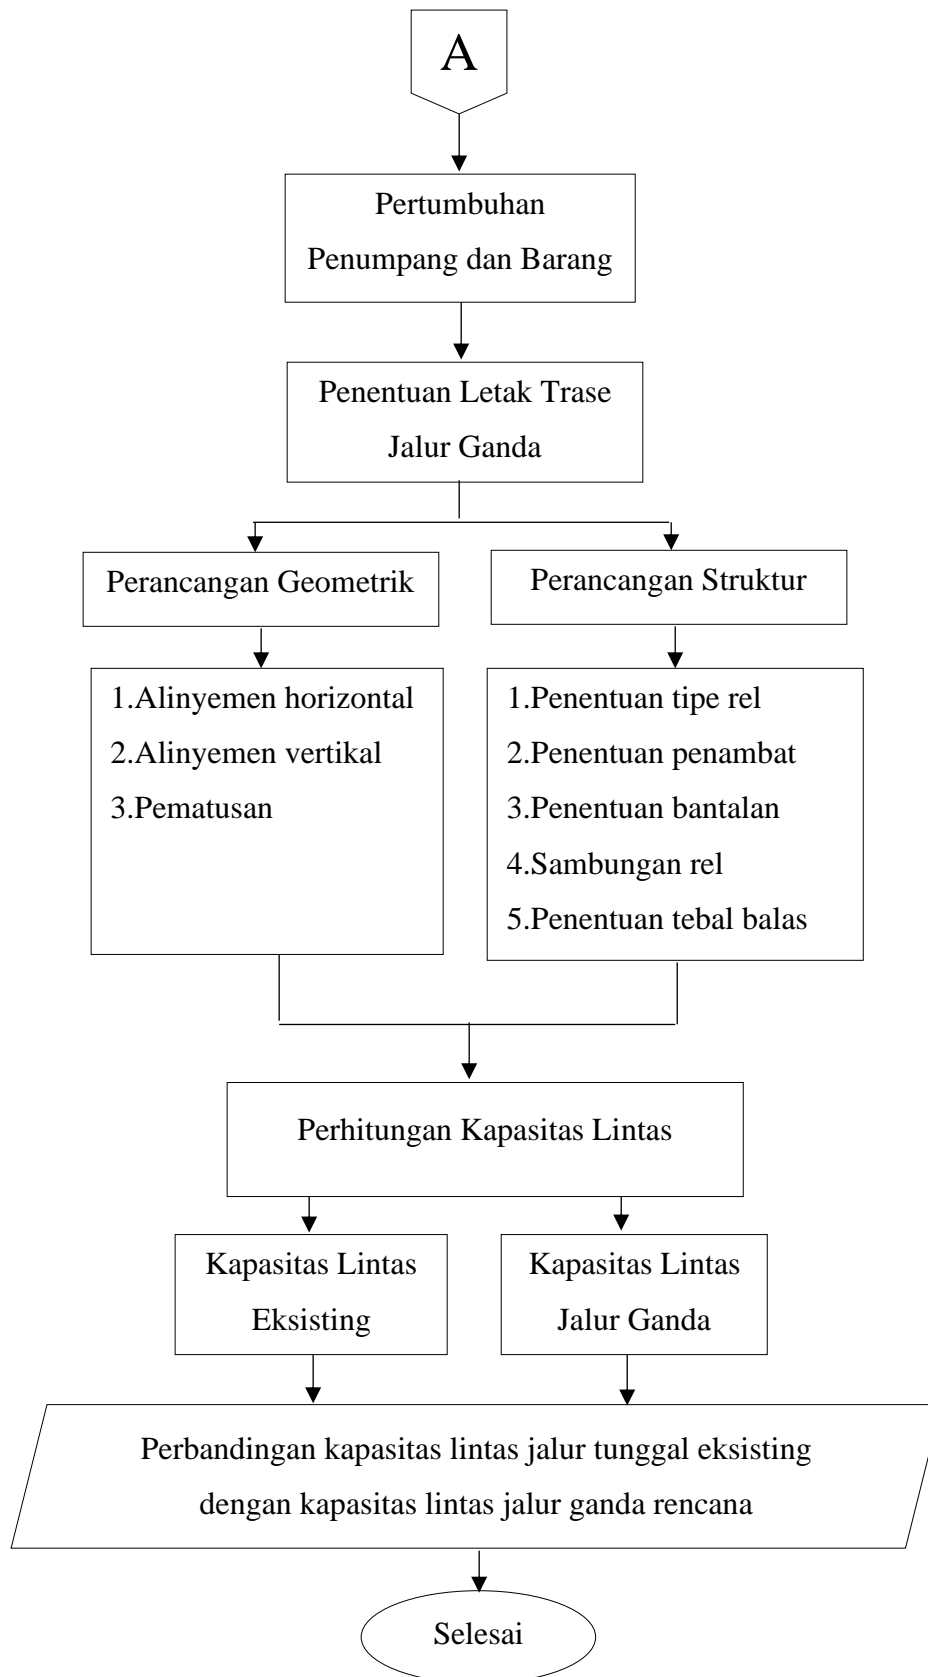 A
Pertumbuhan
Penumpang dan Barang
Penentuan Letak Trase
Jalur Ganda
Perancangan Geometrik
Perancangan Struktur
1.Alinyemen horizontal
2.Alinyemen vertikal
3.Pematusan
1.Penentuan tipe rel
2.Penentuan penambat
3.Penentuan bantalan
4.Sambungan rel
5.Penentuan tebal balas
Perhitungan Kapasitas Lintas
Kapasitas Lintas
Eksisting
Kapasitas Lintas
Jalur Ganda
Perbandingan kapasitas lintas jalur tunggal eksisting
dengan kapasitas lintas jalur ganda rencana
Selesai